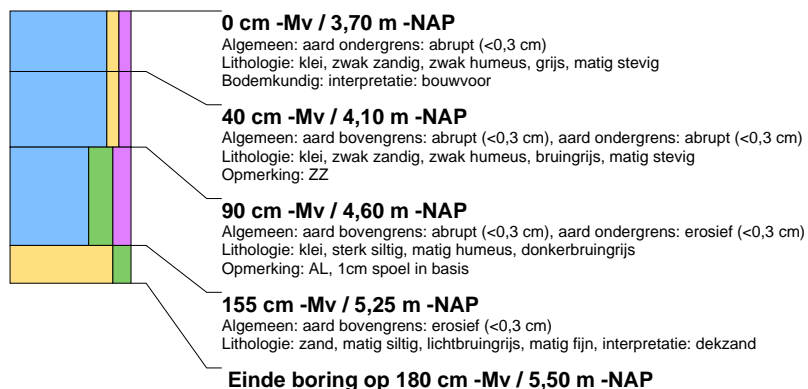 0 cm -Mv / 3,70 m -NAP
Algemeen: aard ondergrens: abrupt (<0,3 cm)
Lithologie: klei, zwak zandig, zwak humeus, grijs, matig stevig
Bodemkundig: interpretatie: bouwvoor
40 cm -Mv / 4,10 m -NAP
Algemeen: aard bovengrens: abrupt (<0,3 cm), aard ondergrens: abrupt (<0,3 cm)
Lithologie: klei, zwak zandig, zwak humeus, bruingrijs, matig stevig
Opmerking: ZZ
90 cm -Mv / 4,60 m -NAP
Algemeen: aard bovengrens: abrupt (<0,3 cm), aard ondergrens: erosief (<0,3 cm)
Lithologie: klei, sterk siltig, matig humeus, donkerbruingrijs
Opmerking: AL, 1cm spoel in basis
155 cm -Mv / 5,25 m -NAP
Algemeen: aard bovengrens: erosief (<0,3 cm)
Lithologie: zand, matig siltig, lichtbruingrijs, matig fijn, interpretatie: dekzand
Einde boring op 180 cm -Mv / 5,50 m -NAP